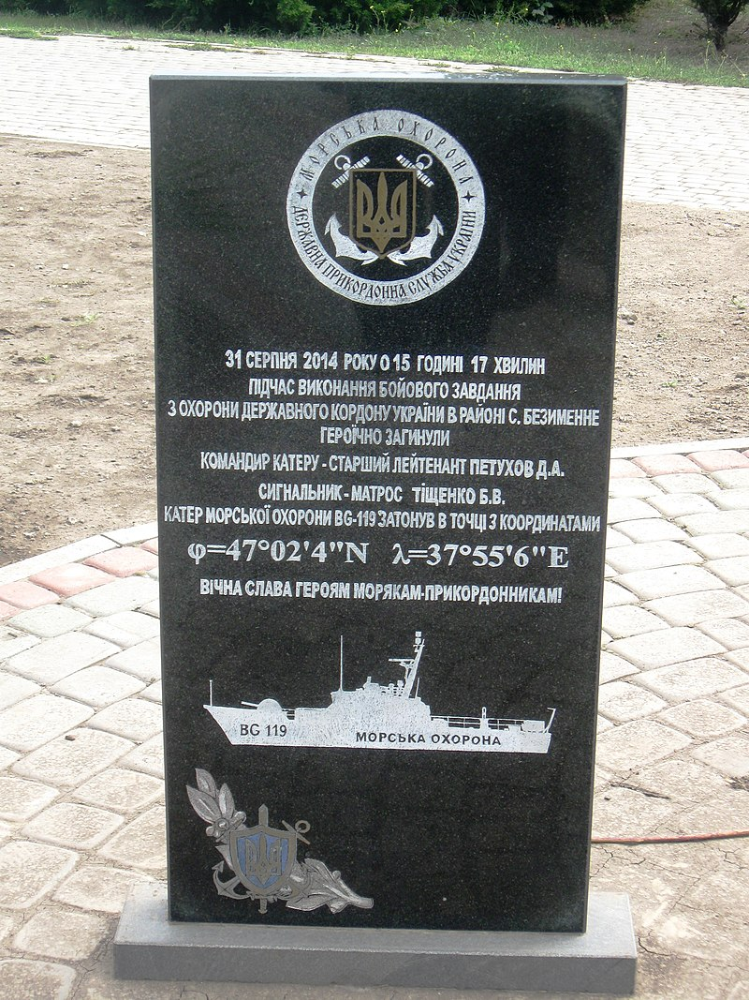 МОРСЬКА ОХОРОНА
ДЕРЖАВНА ПРИКОРДОННА СЛУЖБА УКРАЇНИ
31 СЕРПНЯ 2014 РОКУ О 15 ГОДИНІ 17 ХВИЛИН
ПІДЧАС ВИКОНАННЯ БОЙОВОГО ЗАВДАННЯ
З ОХОРОНИ ДЕРЖАВНОГО КОРДОНУ УКРАЇНИ В РАЙОНІ С. БЕЗИМЕННЕ
ГЕРОЇЧНО ЗАГИНУЛИ
КОМАНДИР КАТЕРУ - СТАРШИЙ ЛЕЙТЕНАНТ ПЕТУХОВ Д.А.
СИГНАЛЬНИК - МАТРОС ТІЩЕНКО Б.В.
КАТЕР МОРСЬКОЇ ОХОРОНИ BG-119 ЗАТОНУВ В ТОЧЦІ З КООРДИНАТАМИ
φ=47°02'4"N λ=37°55'6"E
ВІЧНА СЛАВА ГЕРОЯМ МОРЯКАМ-ПРИКОРДОННИКАМ!
BG 119 МОРСЬКА ОХОРОНА